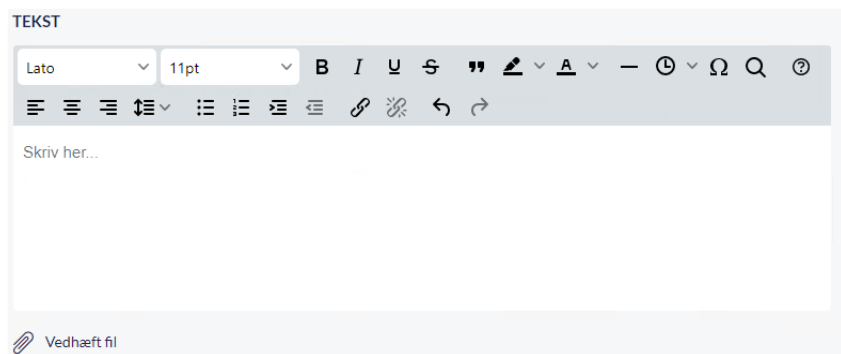 TEKST
Lato 11pt B I U S A Ω
Skriv her...
Vedhæft fil